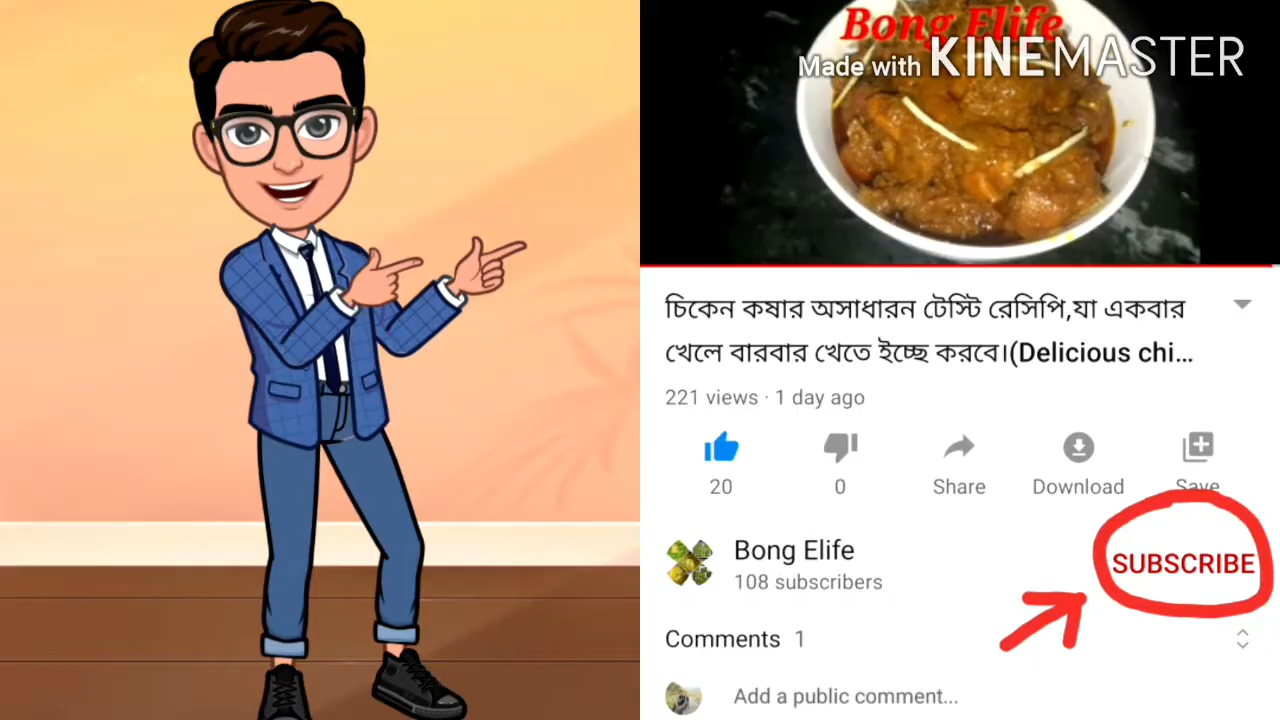 Bong Elife
Made with KINEMASTER
চিকেন কষার অসাধারন টেস্টি রেসিপি,যা একবার
খেলে বারবার খেতে ইচ্ছে করবে।(Delicious chi...
221 views · 1 day ago
20
0
Share
Download
Save
Bong Elife
SUBSCRIBE
108 subscribers
Comments 1
Add a public comment...